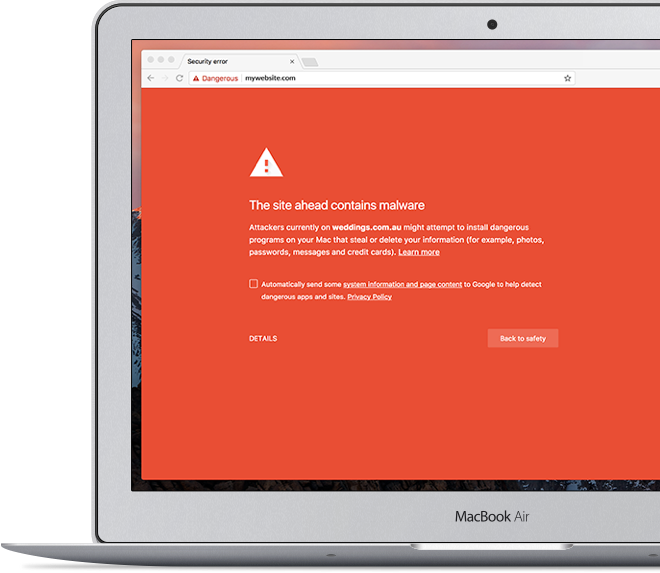 Security error
Dangerous mywebsite.com
The site ahead contains malware
Attackers currently on weddings.com.au might attempt to install dangerous
programs on your Mac that steal or delete your information (for example, photos,
passwords, messages and credit cards). Learn more
Automatically send some system information and page content to Google to help detect
dangerous apps and sites. Privacy Policy
DETAILS
Back to safety
MacBook Air